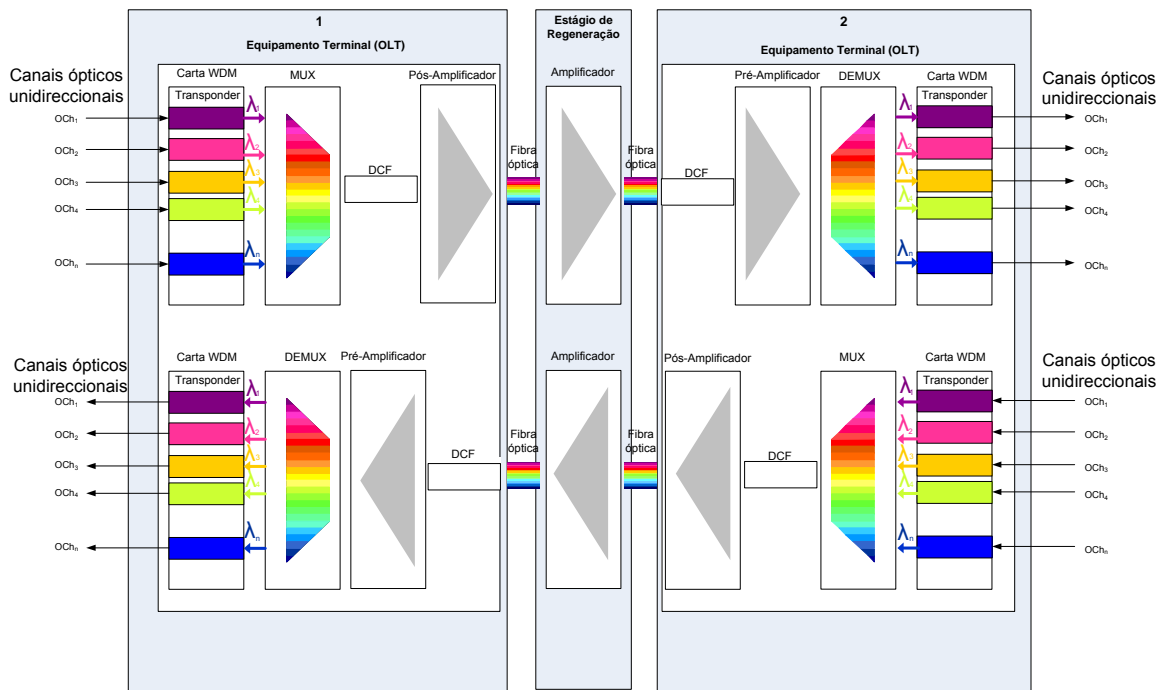 1
Equipamento Terminal (OLT)
Estágio de
Regeneração
2
Equipamento Terminal (OLT)
Canais ópticos
unidireccionais
Carta WDM
MUX
Pós-Amplificador
Amplificador
Pré-Amplificador
DEMUX
Carta WDM
Canais ópticos
unidireccionais
Transponder
Transponder
OCh₁
λ₁
λ₁
OCh₁
OCh₂
λ₂
λ₂
OCh₂
OCh₃
λ₃
λ₃
OCh₃
OCh₄
λ₄
λ₄
OCh₄
OChₙ
λₙ
λₙ
OChₙ
DCF
Fibra
óptica
Fibra
óptica
DCF
Canais ópticos
unidireccionais
Carta WDM
DEMUX
Pré-Amplificador
Amplificador
Pós-Amplificador
MUX
Carta WDM
Canais ópticos
unidireccionais
Transponder
Transponder
OCh₁
λ₁
λ₁
OCh₁
OCh₂
λ₂
λ₂
OCh₂
OCh₃
λ₃
λ₃
OCh₃
OCh₄
λ₄
λ₄
OCh₄
OChₙ
λₙ
λₙ
OChₙ
DCF
Fibra
óptica
Fibra
óptica
DCF